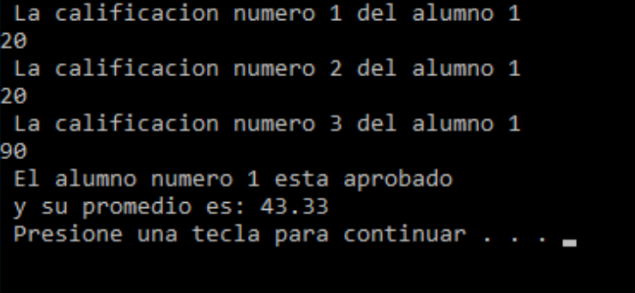 La calificacion numero 1 del alumno 1
20
La calificacion numero 2 del alumno 1
20
La calificacion numero 3 del alumno 1
90
El alumno numero 1 esta aprobado
y su promedio es: 43.33
Presione una tecla para continuar . . .